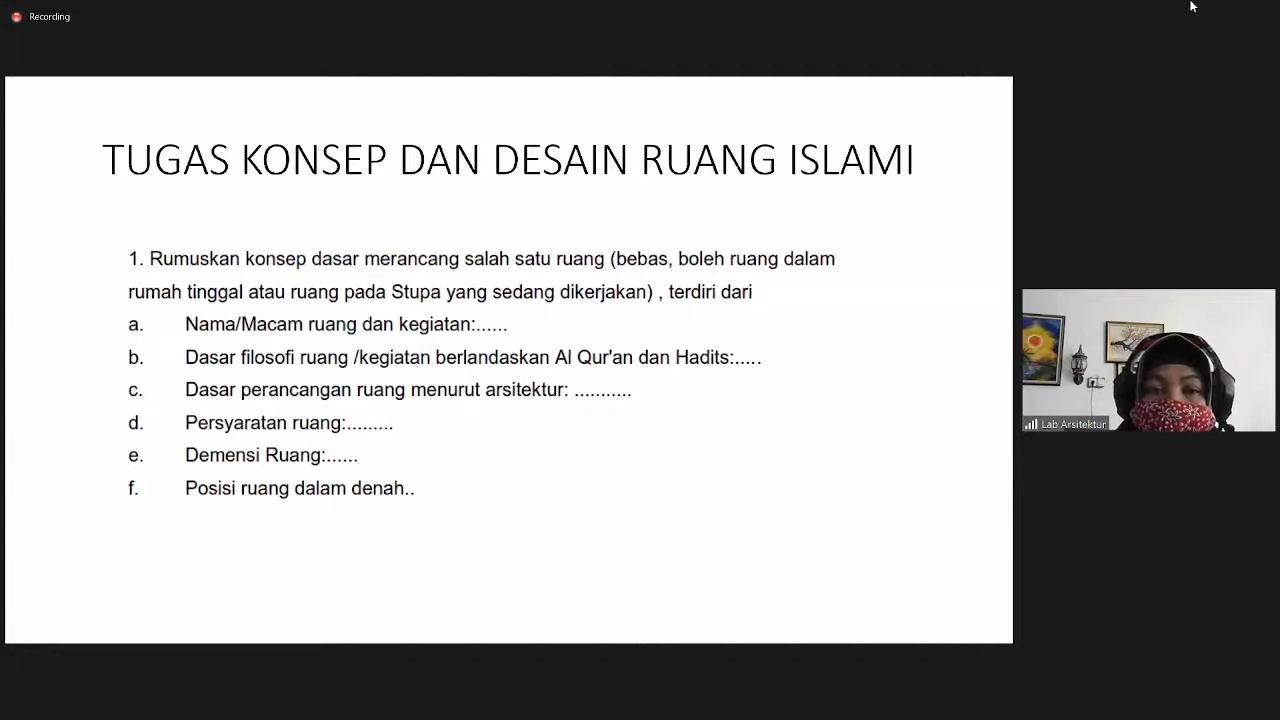 Recording
TUGAS KONSEP DAN DESAIN RUANG ISLAMI
1. Rumuskan konsep dasar merancang salah satu ruang (bebas, boleh ruang dalam
rumah tinggal atau ruang pada Stupa yang sedang dikerjakan) , terdiri dari
a. Nama/Macam ruang dan kegiatan:......
b. Dasar filosofi ruang /kegiatan berlandaskan Al Qur'an dan Hadits:.....
c. Dasar perancangan ruang menurut arsitektur: ...........
d. Persyaratan ruang:.........
e. Demensi Ruang:......
f. Posisi ruang dalam denah..
Lab Arsitektur